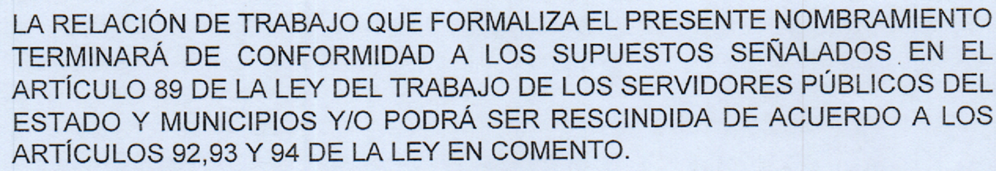 LA RELACIÓN DE TRABAJO QUE FORMALIZA EL PRESENTE NOMBRAMIENTO
TERMINARÁ DE CONFORMIDAD A LOS SUPUESTOS SEÑALADOS EN EL
ARTÍCULO 89 DE LA LEY DEL TRABAJO DE LOS SERVIDORES PÚBLICOS DEL
ESTADO Y MUNICIPIOS Y/O PODRÁ SER RESCINDIDA DE ACUERDO A LOS
ARTÍCULOS 92,93 Y 94 DE LA LEY EN COMENTO.